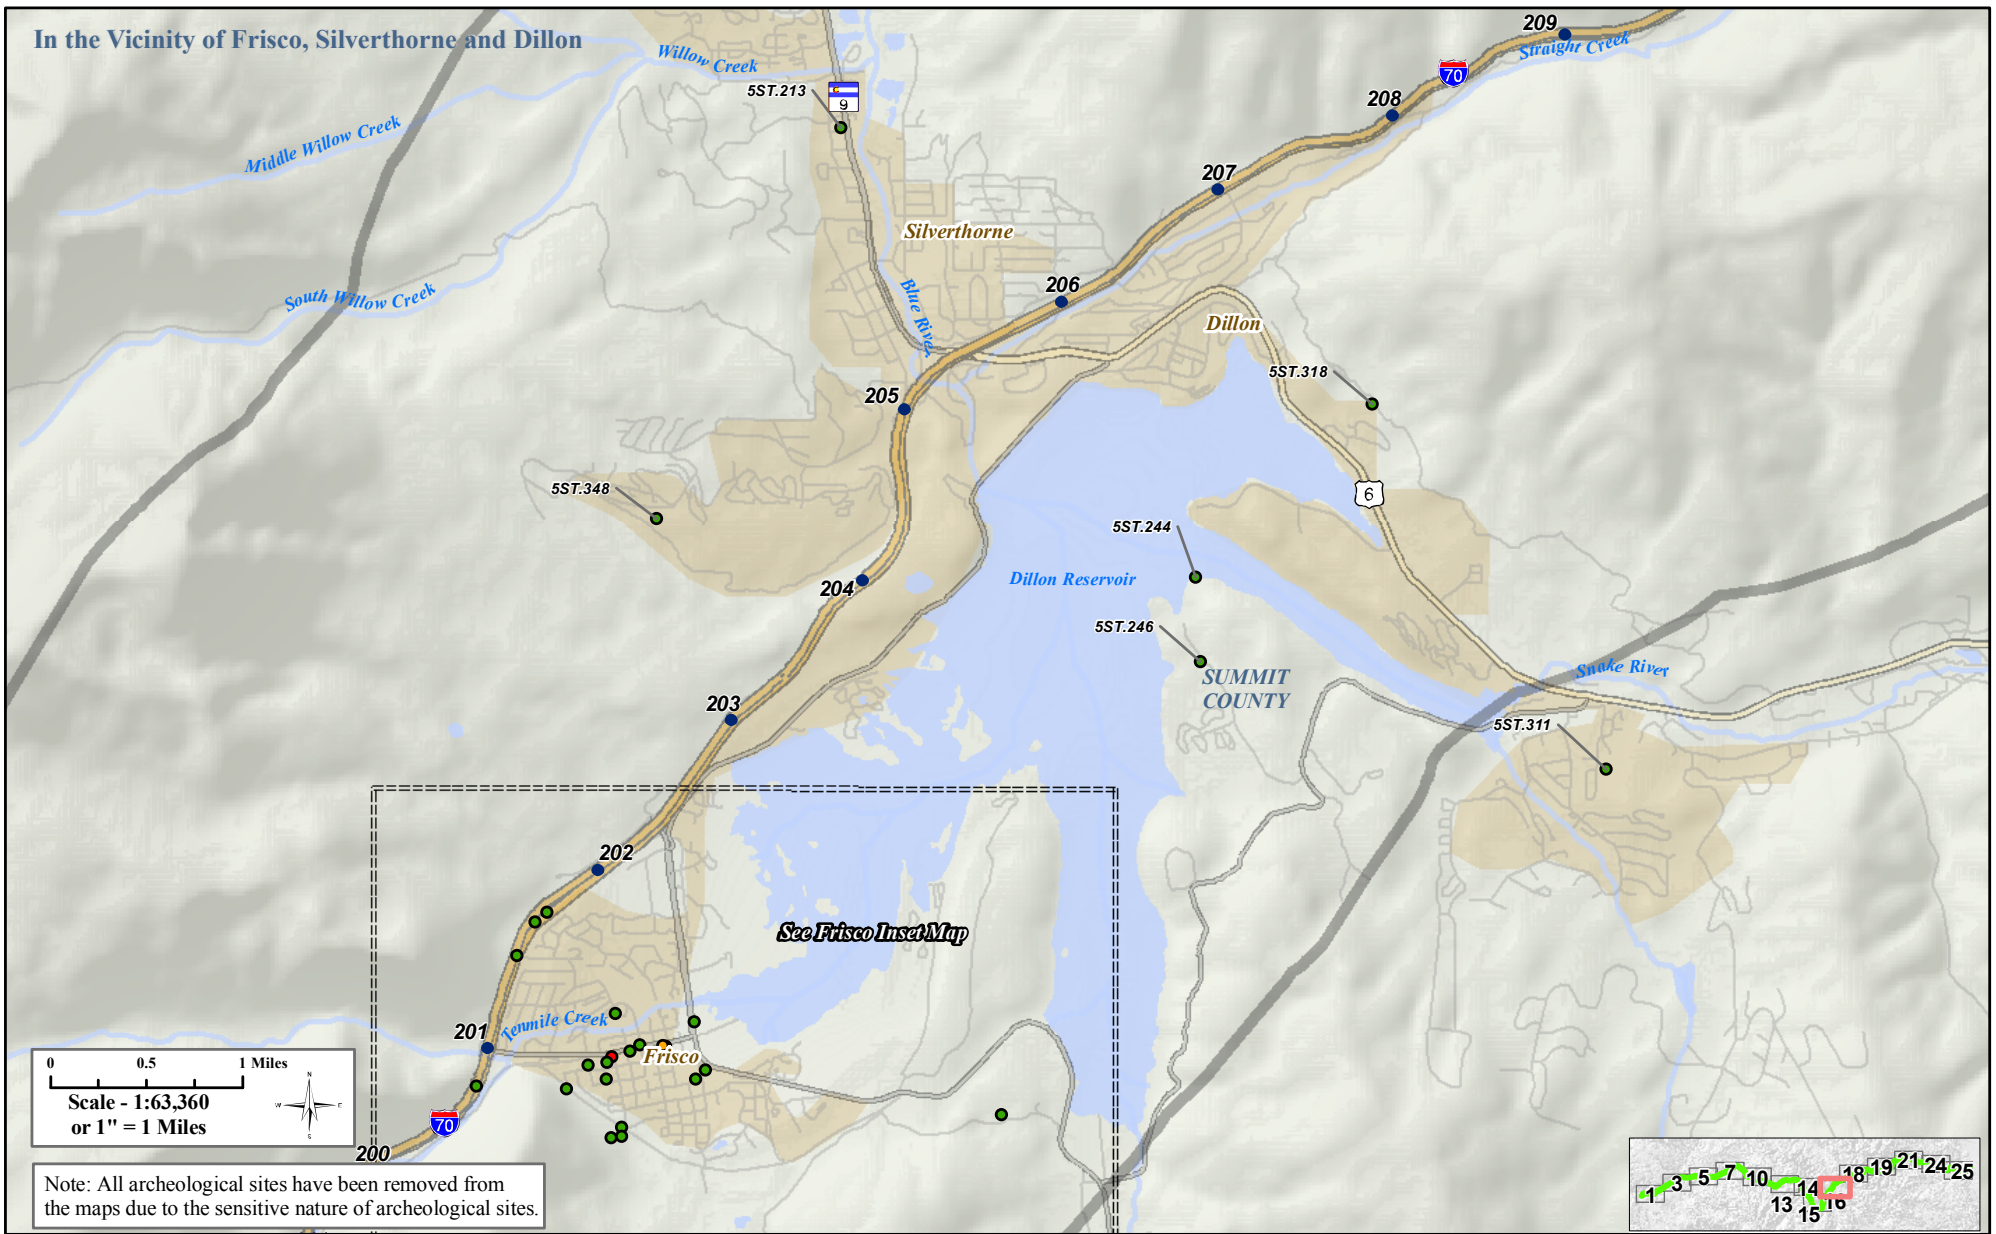 In the Vicinity of Frisco, Silverthorne and Dillon
209
Straight Creek
Willow Creek
70
5ST.213
9
208
Middle Willow Creek
207
Silverthorne
South Willow Creek
Blue River
206
Dillon
5ST.318
205
5ST.348
6
5ST.244
Dillon Reservoir
204
5ST.246
SUMMIT
COUNTY
Snake River
203
5ST.311
202
See Frisco Inset Map
Tenmile Creek
201
Frisco
0 0.5 1 Miles
Scale - 1:63,360
or 1" = 1 Miles
N
W E
S
70
200
Note: All archeological sites have been removed from
the maps due to the sensitive nature of archeological sites.
1 3 5 7 10 13 14 15 16 18 19 21 24 25